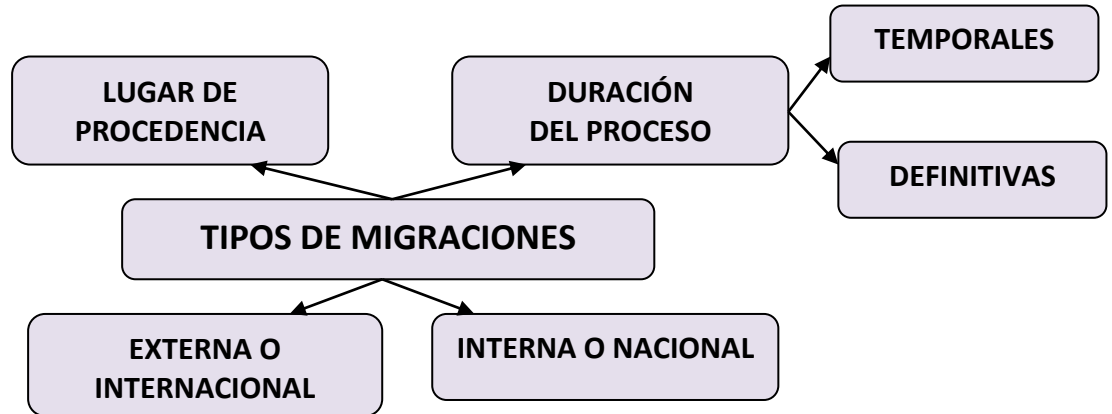 TEMPORALES
LUGAR DE
PROCEDENCIA
DURACIÓN
DEL PROCESO
DEFINITIVAS
TIPOS DE MIGRACIONES
EXTERNA O
INTERNACIONAL
INTERNA O NACIONAL